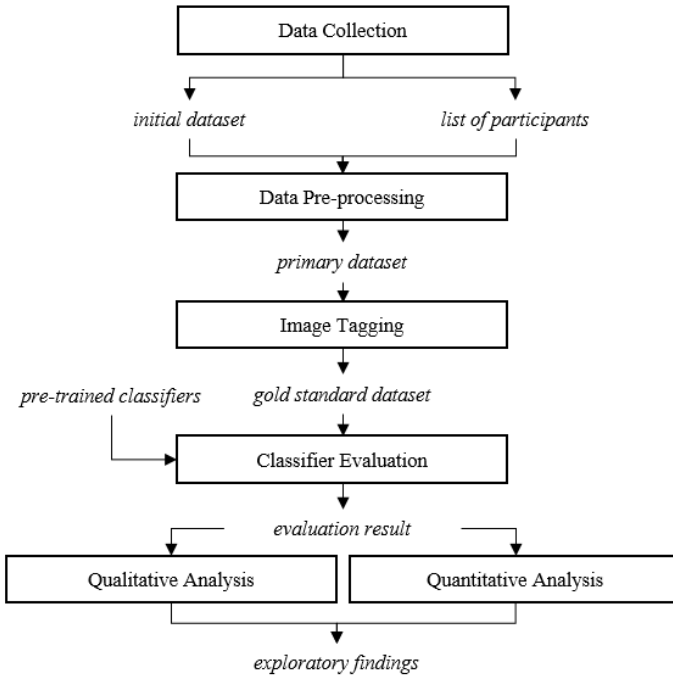 Data Collection
initial dataset
list of participants
Data Pre-processing
primary dataset
Image Tagging
pre-trained classifiers
gold standard dataset
Classifier Evaluation
evaluation result
Qualitative Analysis
Quantitative Analysis
exploratory findings